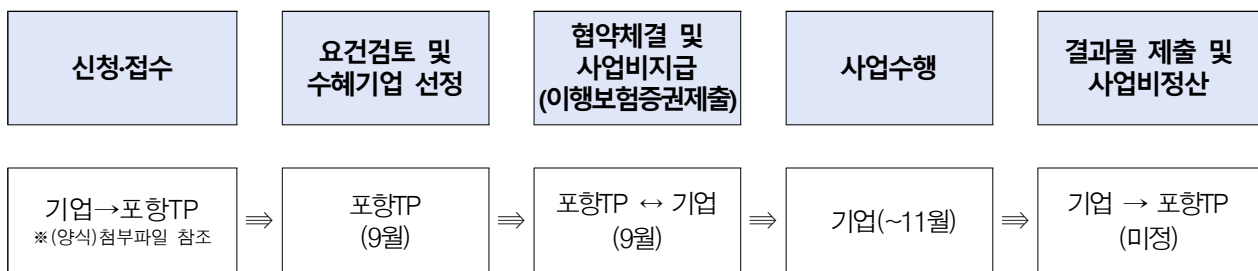 신청·접수
요건검토 및
수혜기업 선정
협약체결 및
사업비지급
(이행보험증권제출)
사업수행
결과물 제출 및
사업비정산
기업→포항TP
※(양식)첨부파일 참조
⇒
포항TP
(9월)
⇒
포항TP ↔ 기업
(9월)
⇒
기업(~11월)
⇒
기업 → 포항TP
(미정)